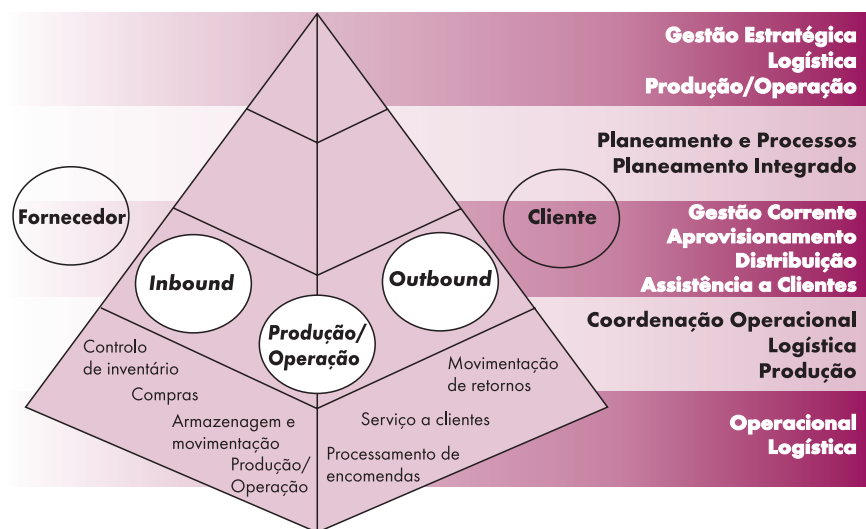 Gestão Estratégica
Logística
Produção/Operação
Planeamento e Processos
Planeamento Integrado
Fornecedor
Cliente
Gestão Corrente
Aprovisionamento
Distribuição
Assistência a Clientes
Inbound
Outbound
Produção/
Operação
Coordenação Operacional
Logística
Produção
Controlo
de inventário
Compras
Armazenagem e
movimentação
Produção/
Operação
Movimentação
de retornos
Serviço a clientes
Processamento de
encomendas
Operacional
Logística